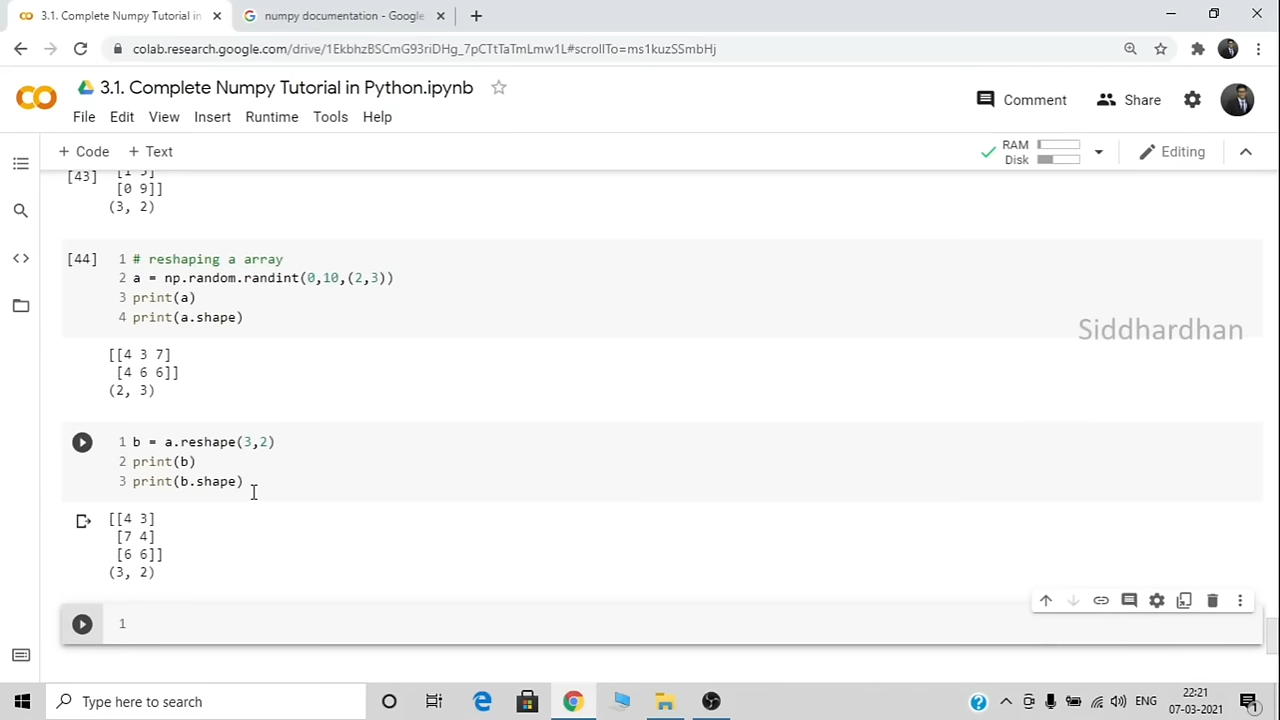 3.1. Complete Numpy Tutorial in
numpy documentation - Google
colab.research.google.com/drive/1EkbhzBSCmG93riDHg_7pCTtTaTmLmw1L#scrollTo=ms1kuzSSmbHj
3.1. Complete Numpy Tutorial in Python.ipynb
Comment
Share
File Edit View Insert Runtime Tools Help
+ Code + Text
RAM
Disk
Editing
[43]
[0 9]]
(3, 2)
[44]
1 # reshaping a array
2 a = np.random.randint(0,10,(2,3))
3 print(a)
4 print(a.shape)
Siddhardhan
[[4 3 7]
[4 6 6]]
(2, 3)
1 b = a.reshape(3,2)
2 print(b)
3 print(b.shape)
[[4 3]
[7 4]
[6 6]]
(3, 2)
1
Type here to search
ENG
22:21
07-03-2021